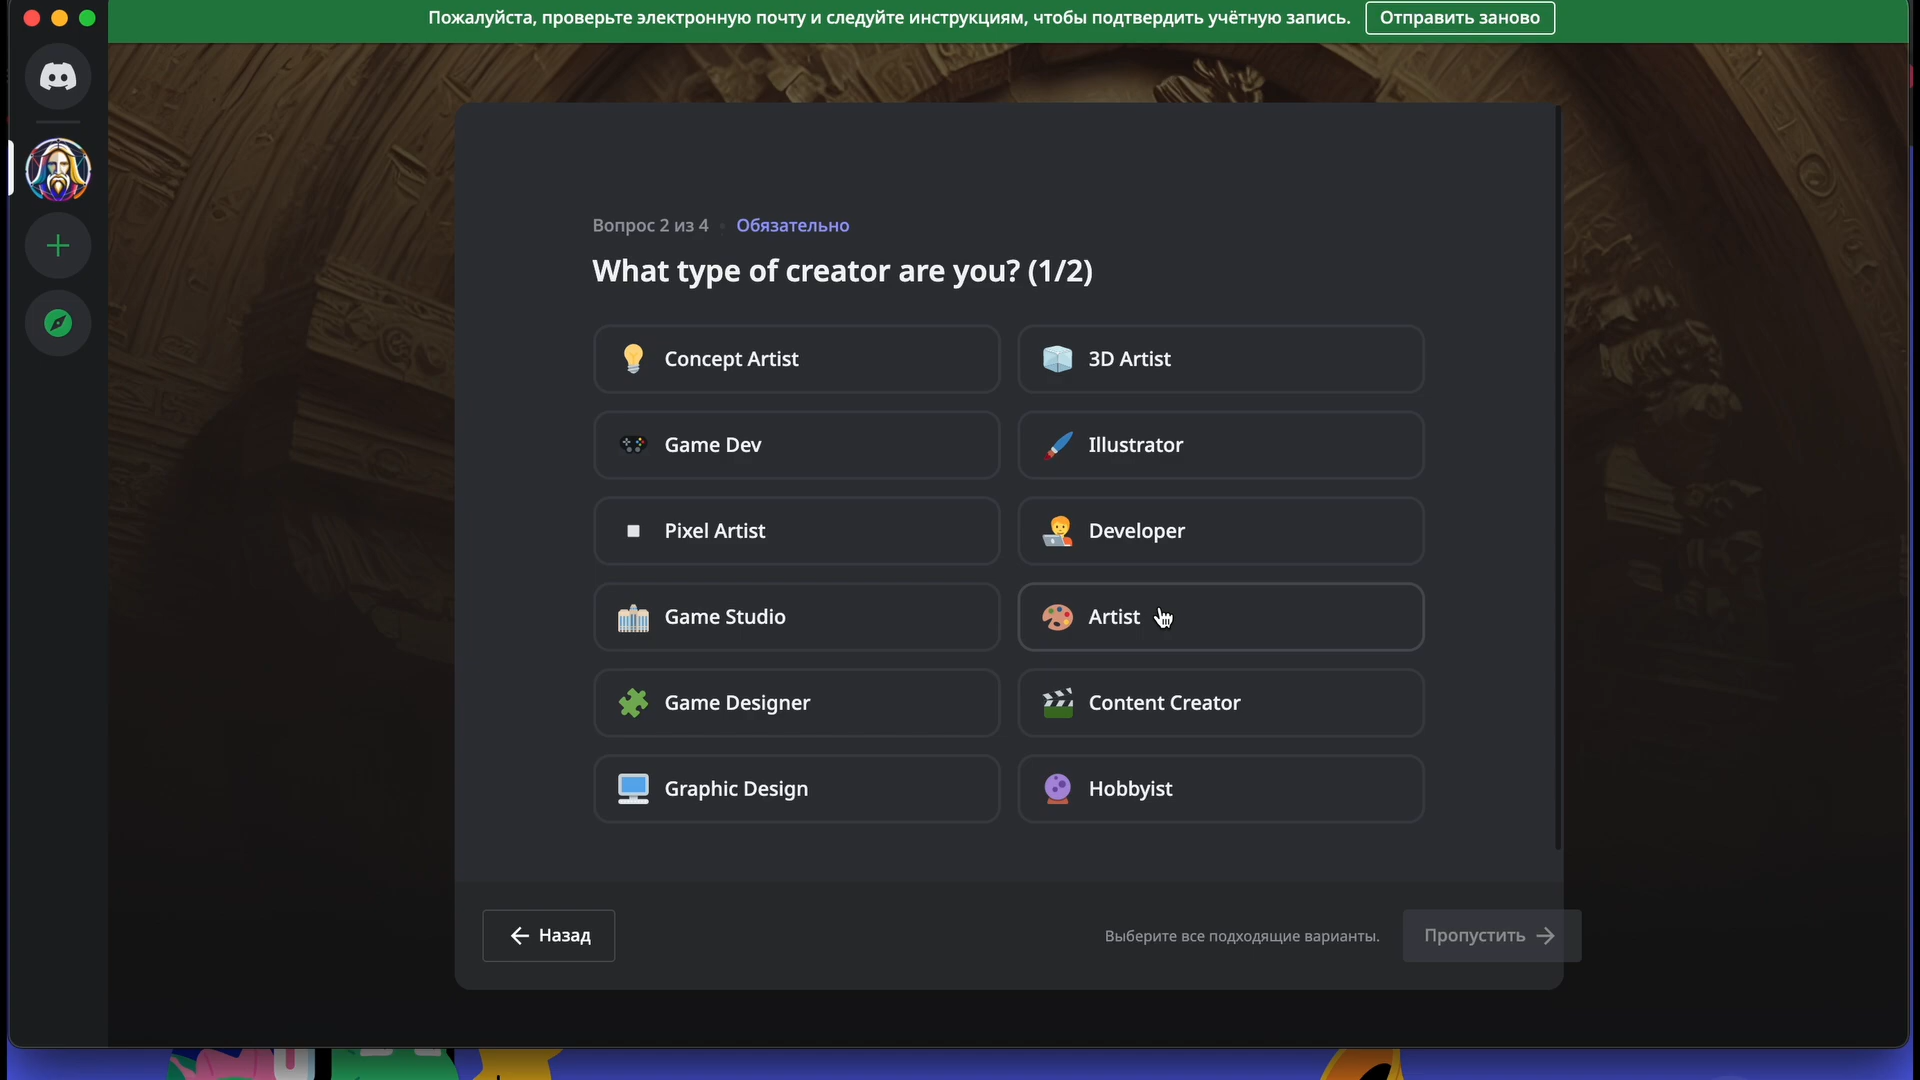 Пожалуйста, проверьте электронную почту и следуйте инструкциям, чтобы подтвердить учётную запись. Отправить заново
Вопрос 2 из 4 Обязательно
What type of creator are you? (1/2)
Concept Artist
3D Artist
Game Dev
Illustrator
Pixel Artist
Developer
Game Studio
Artist
Game Designer
Content Creator
Graphic Design
Hobbyist
← Назад
Выберите все подходящие варианты.
Пропустить →